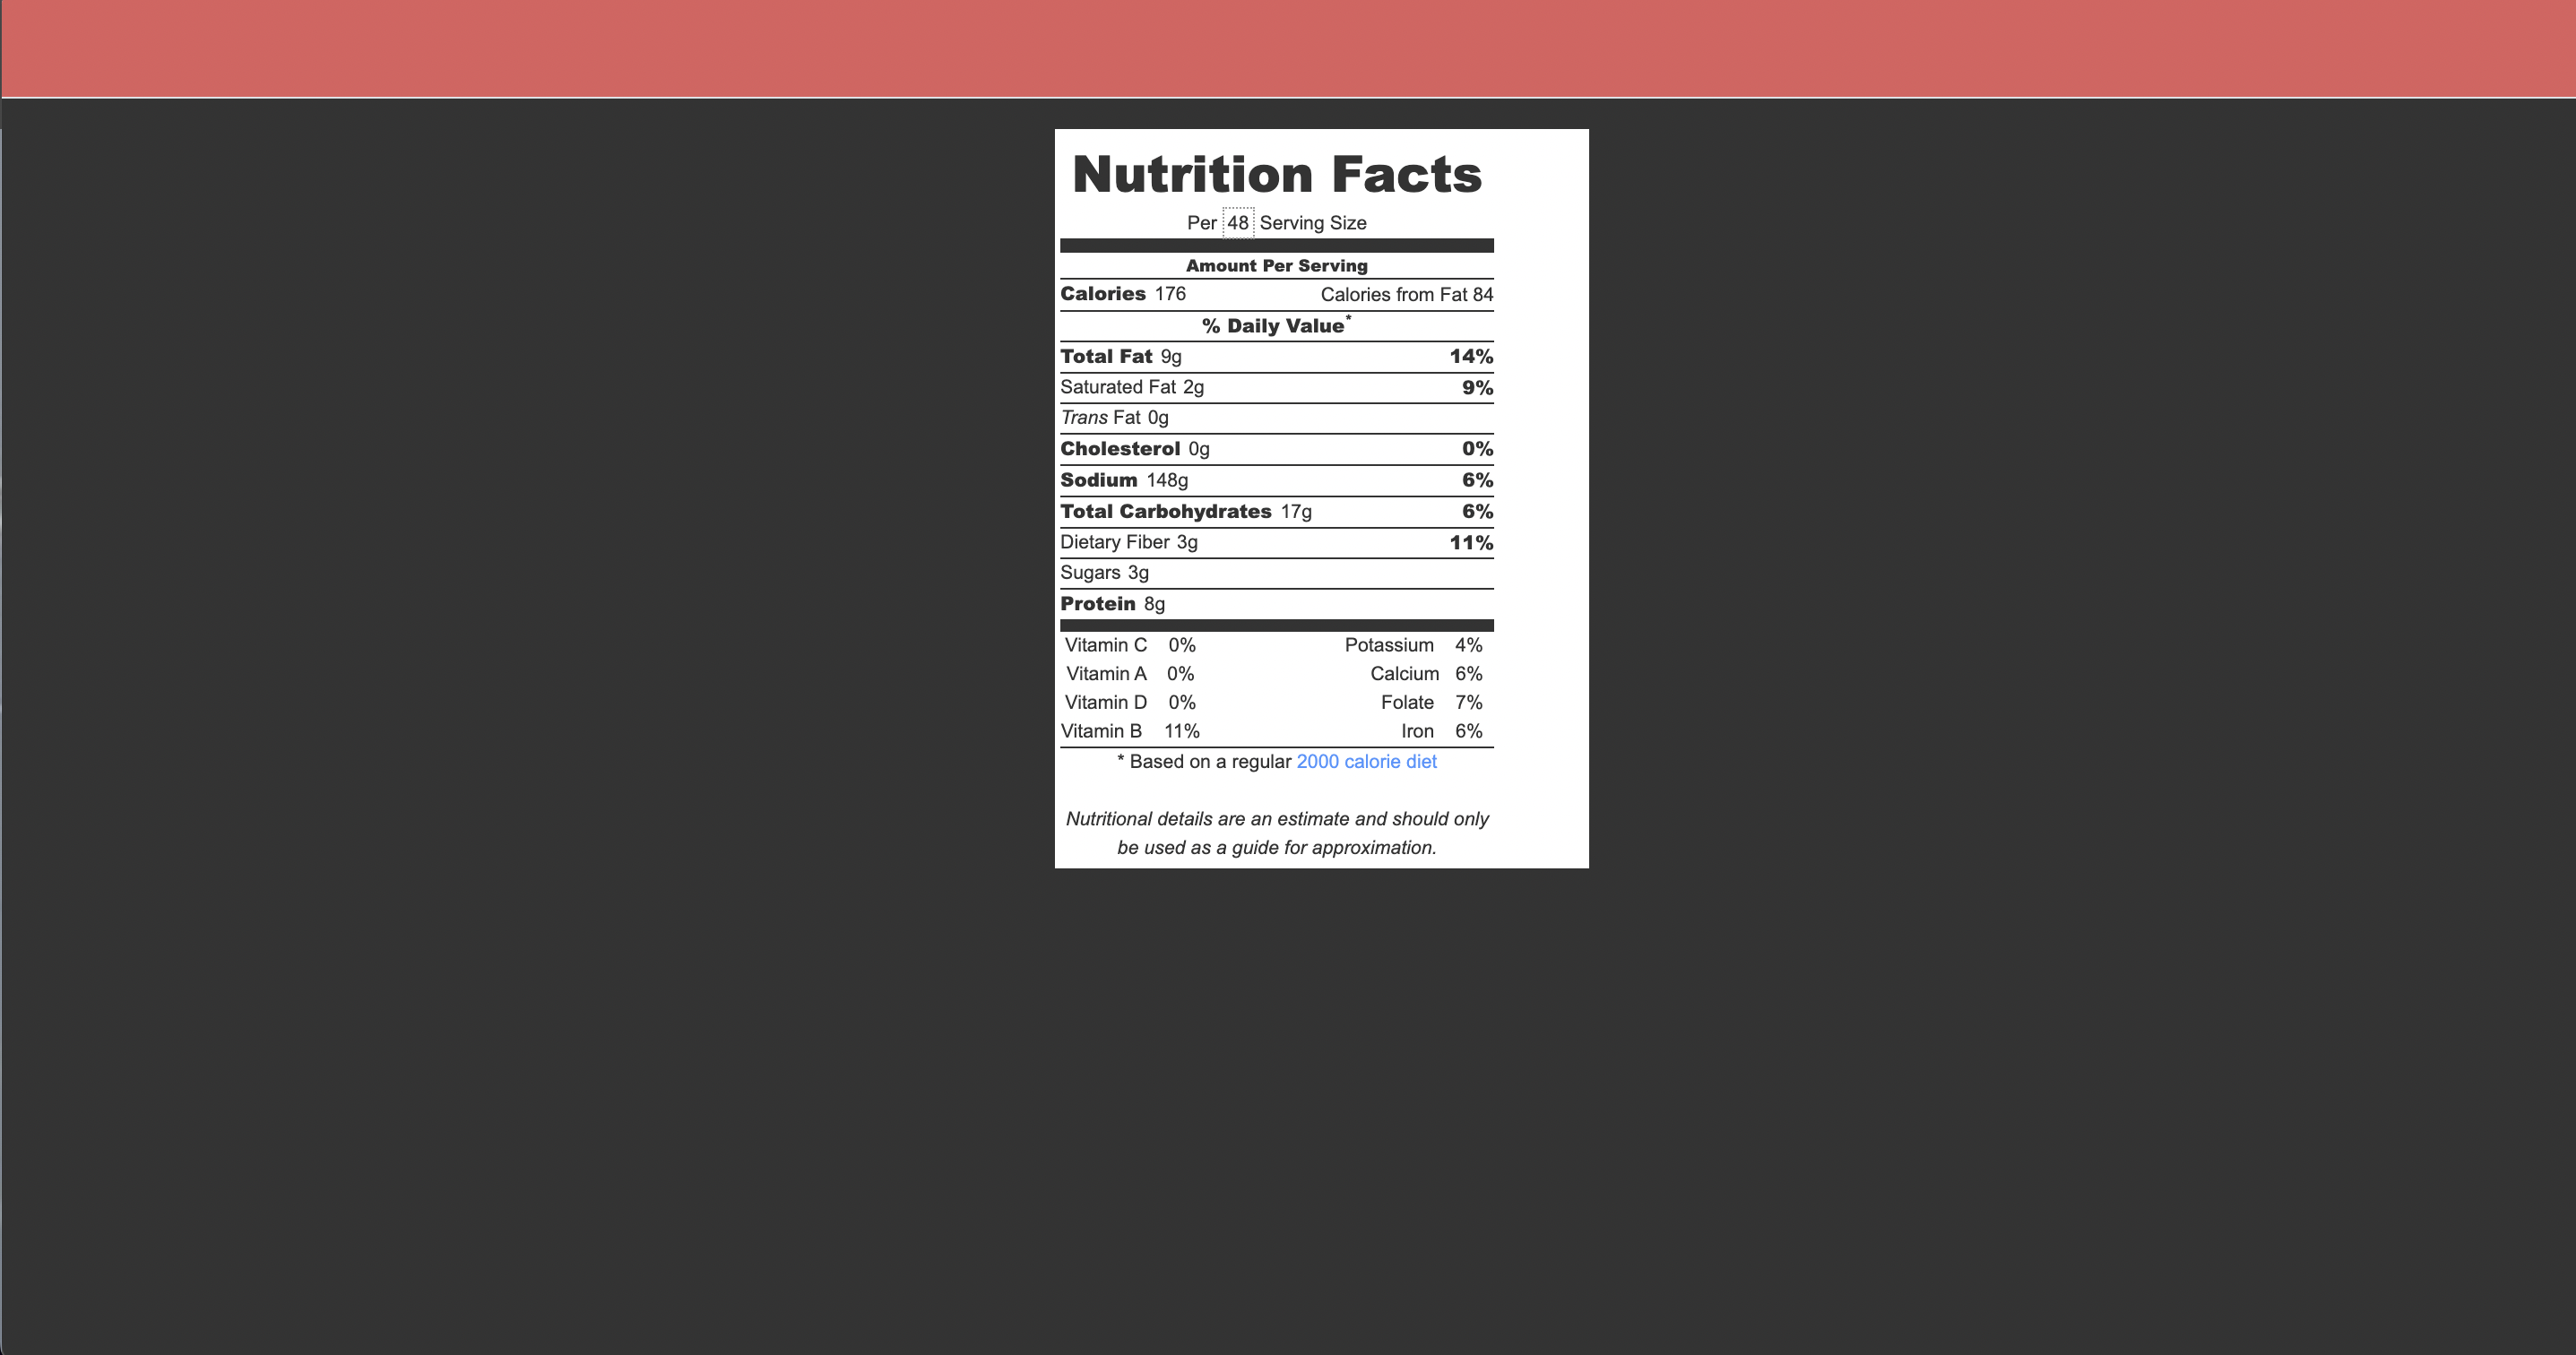 Nutrition Facts
Per 48 Serving Size
Amount Per Serving
Calories 176 Calories from Fat 84
% Daily Value*
Total Fat 9g 14%
Saturated Fat 2g 9%
Trans Fat 0g
Cholesterol 0g 0%
Sodium 148g 6%
Total Carbohydrates 17g 6%
Dietary Fiber 3g 11%
Sugars 3g
Protein 8g
Vitamin C 0% Potassium 4%
Vitamin A 0% Calcium 6%
Vitamin D 0% Folate 7%
Vitamin B 11% Iron 6%
* Based on a regular 2000 calorie diet
Nutritional details are an estimate and should only
be used as a guide for approximation.